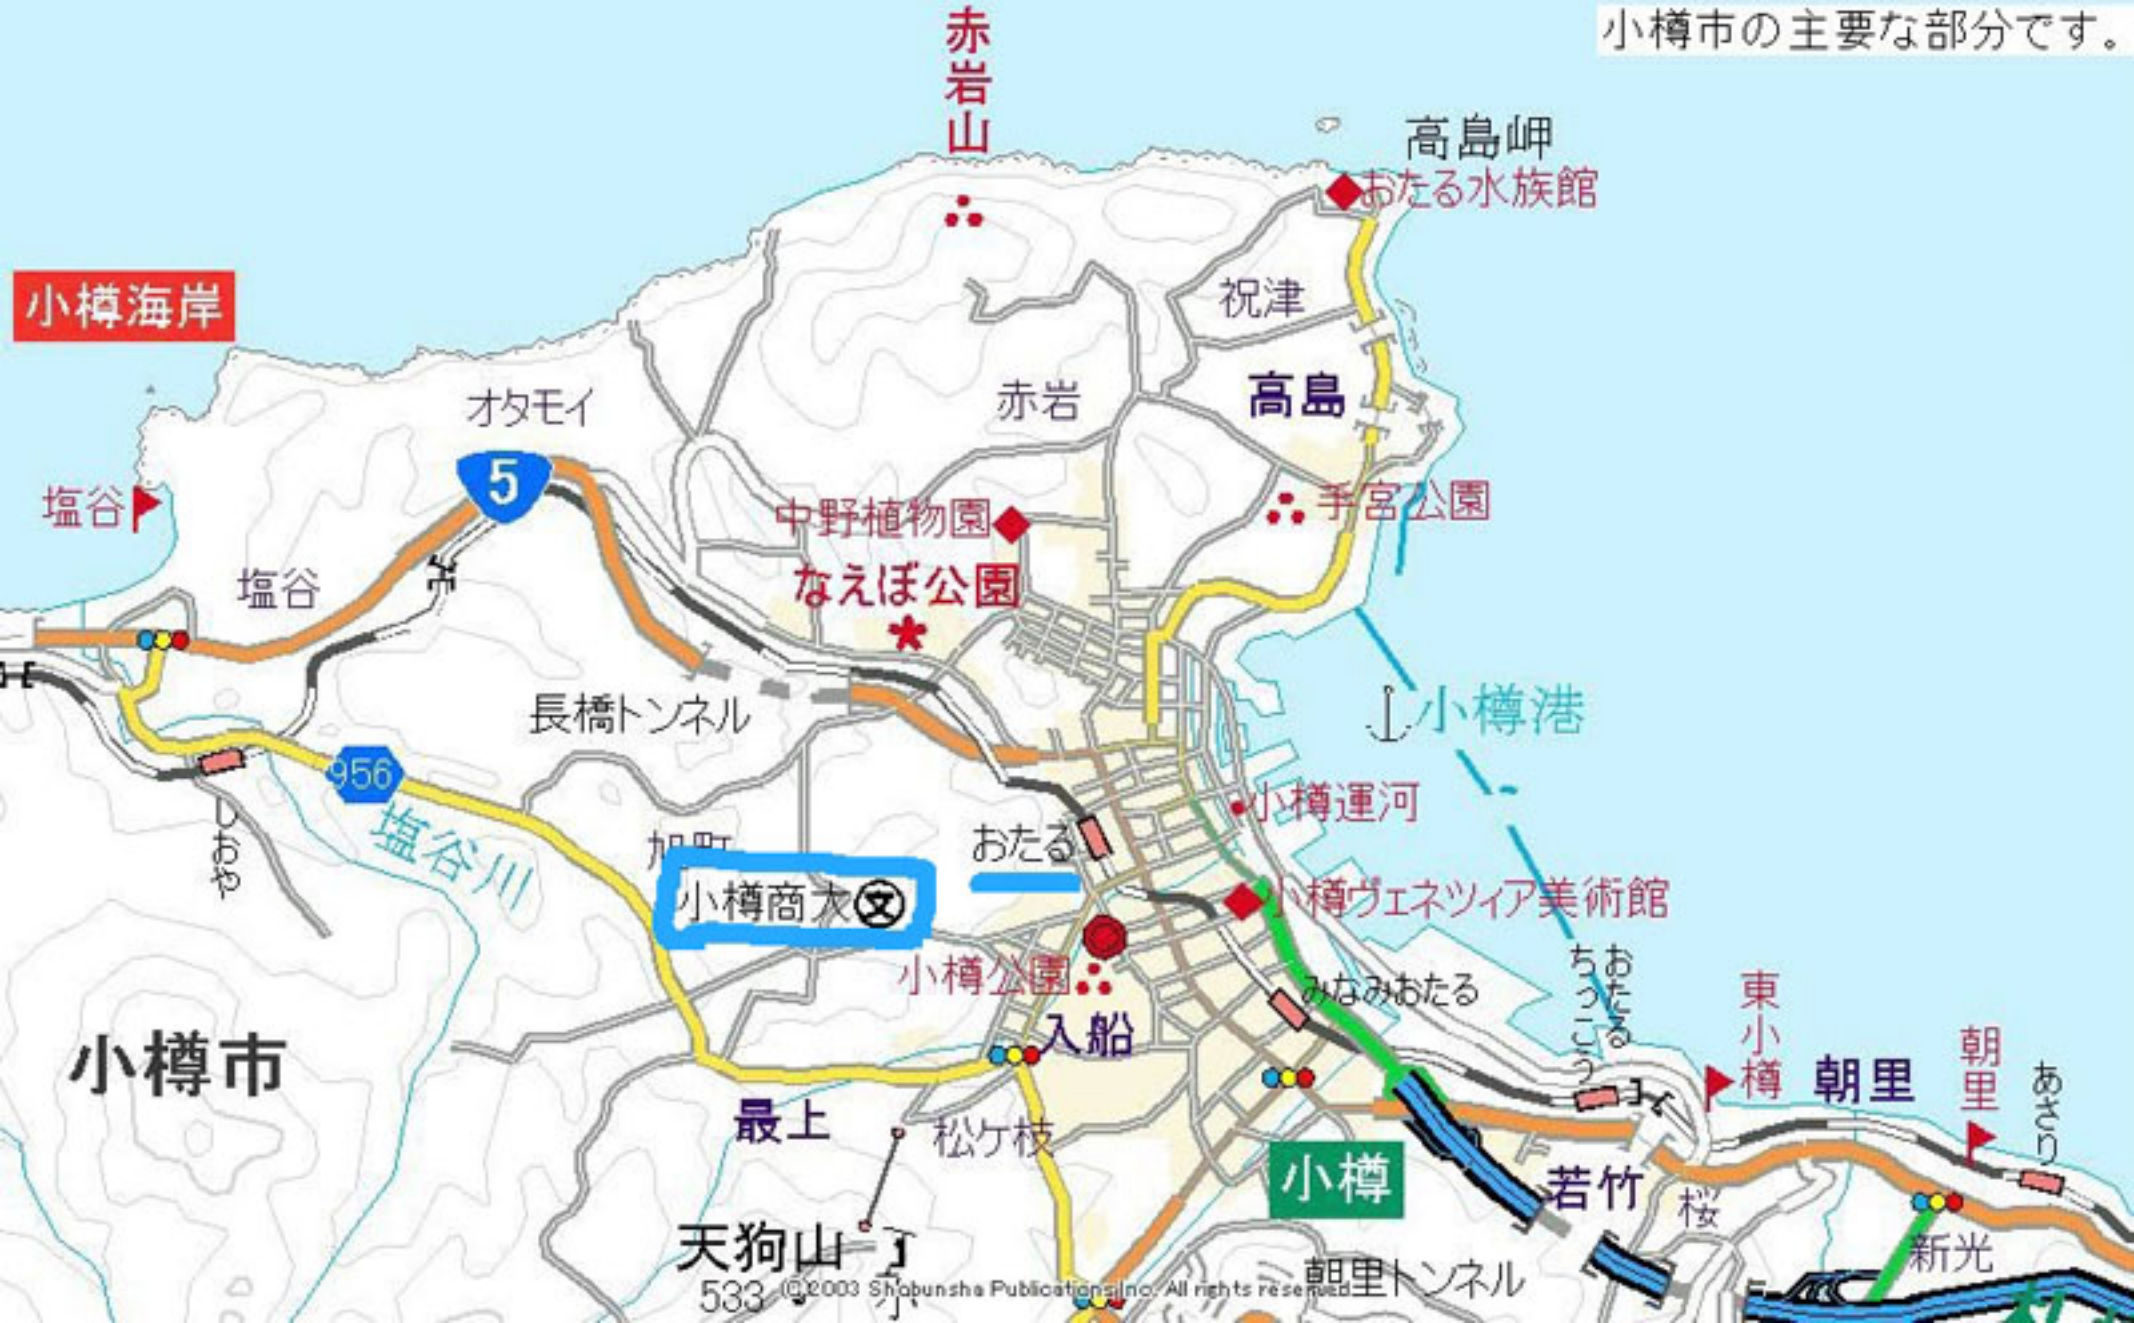 小樽市の主要な部分です。
赤岩山
高島岬
おたる水族館
小樽海岸
祝津
オタモイ
赤岩
高島
5
塩谷
中野植物園
手宮公園
塩谷
なえぼ公園
長橋トンネル
小樽港
956
小樽運河
塩谷川
しおや
旭町
おたる
小樽商大
文
小樽ヴェネツィア美術館
小樽公園
みなみおたる
おたる
ちっこう
東小樽
入船
小樽市
朝里
朝里
あさり
最上
松ケ枝
小樽
若竹
桜
天狗山
533
新光
朝里トンネル
(C)2003 Shobunsha Publications,Inc. All rights reserved.